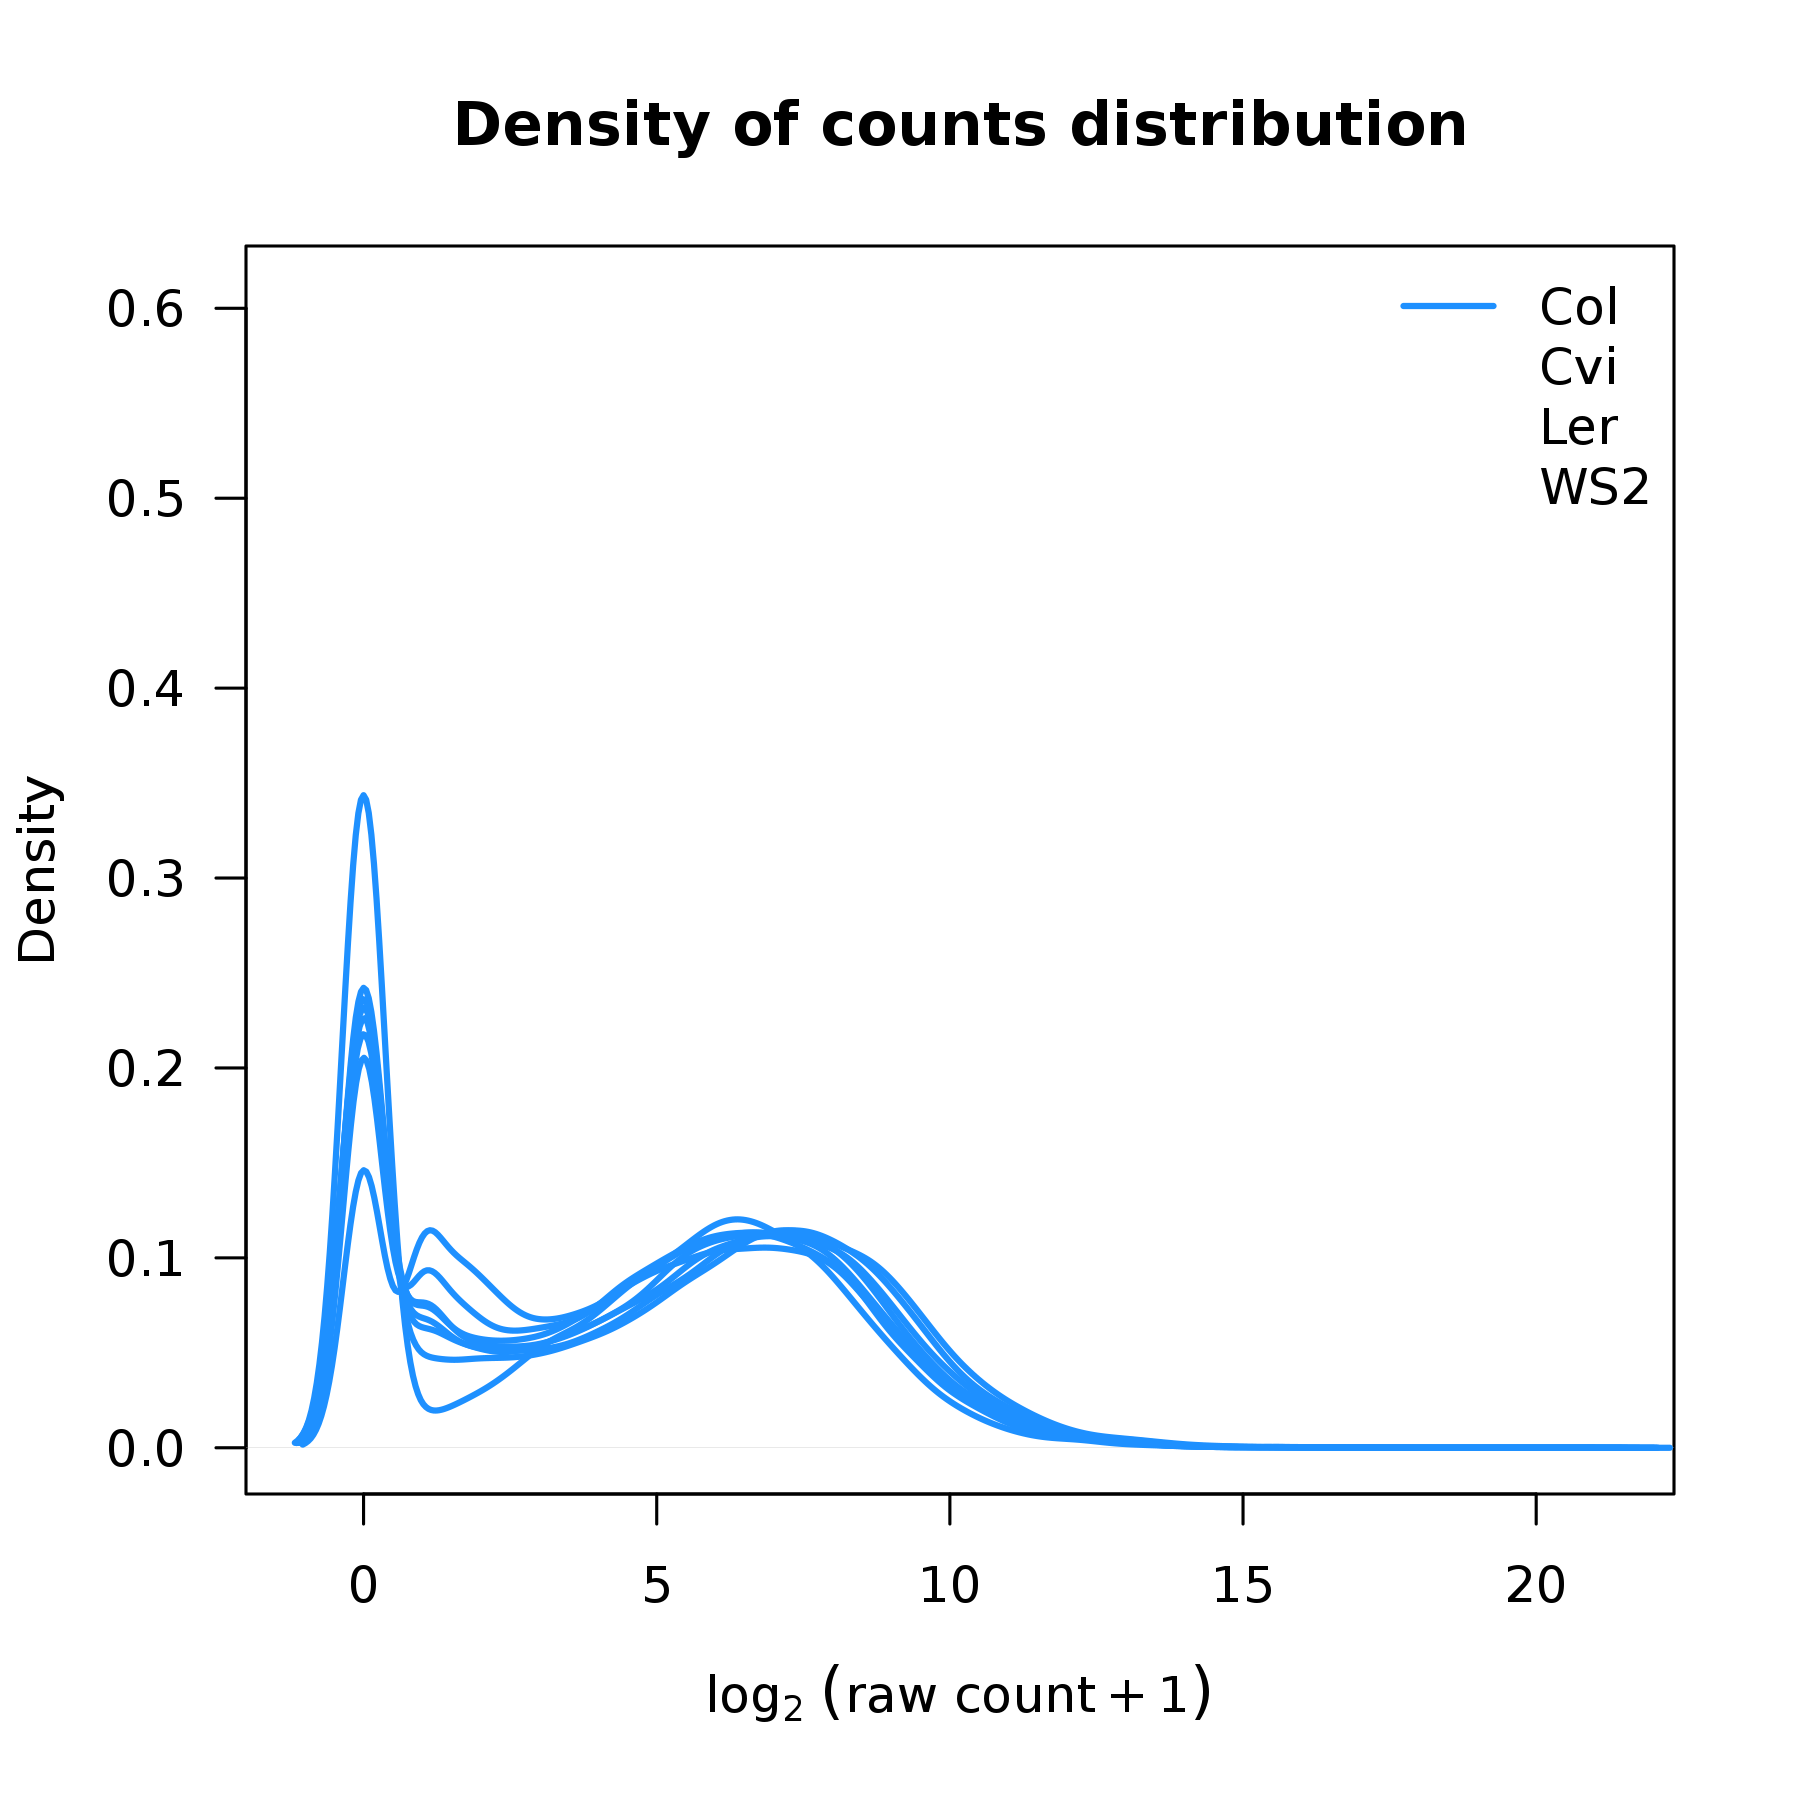 Density of counts distribution
Col
Cvi
Ler
WS2
0.6
0.5
0.4
0.3
0.2
0.1
0.0
Density
0 5 10 15 20
log₂ (raw count + 1)